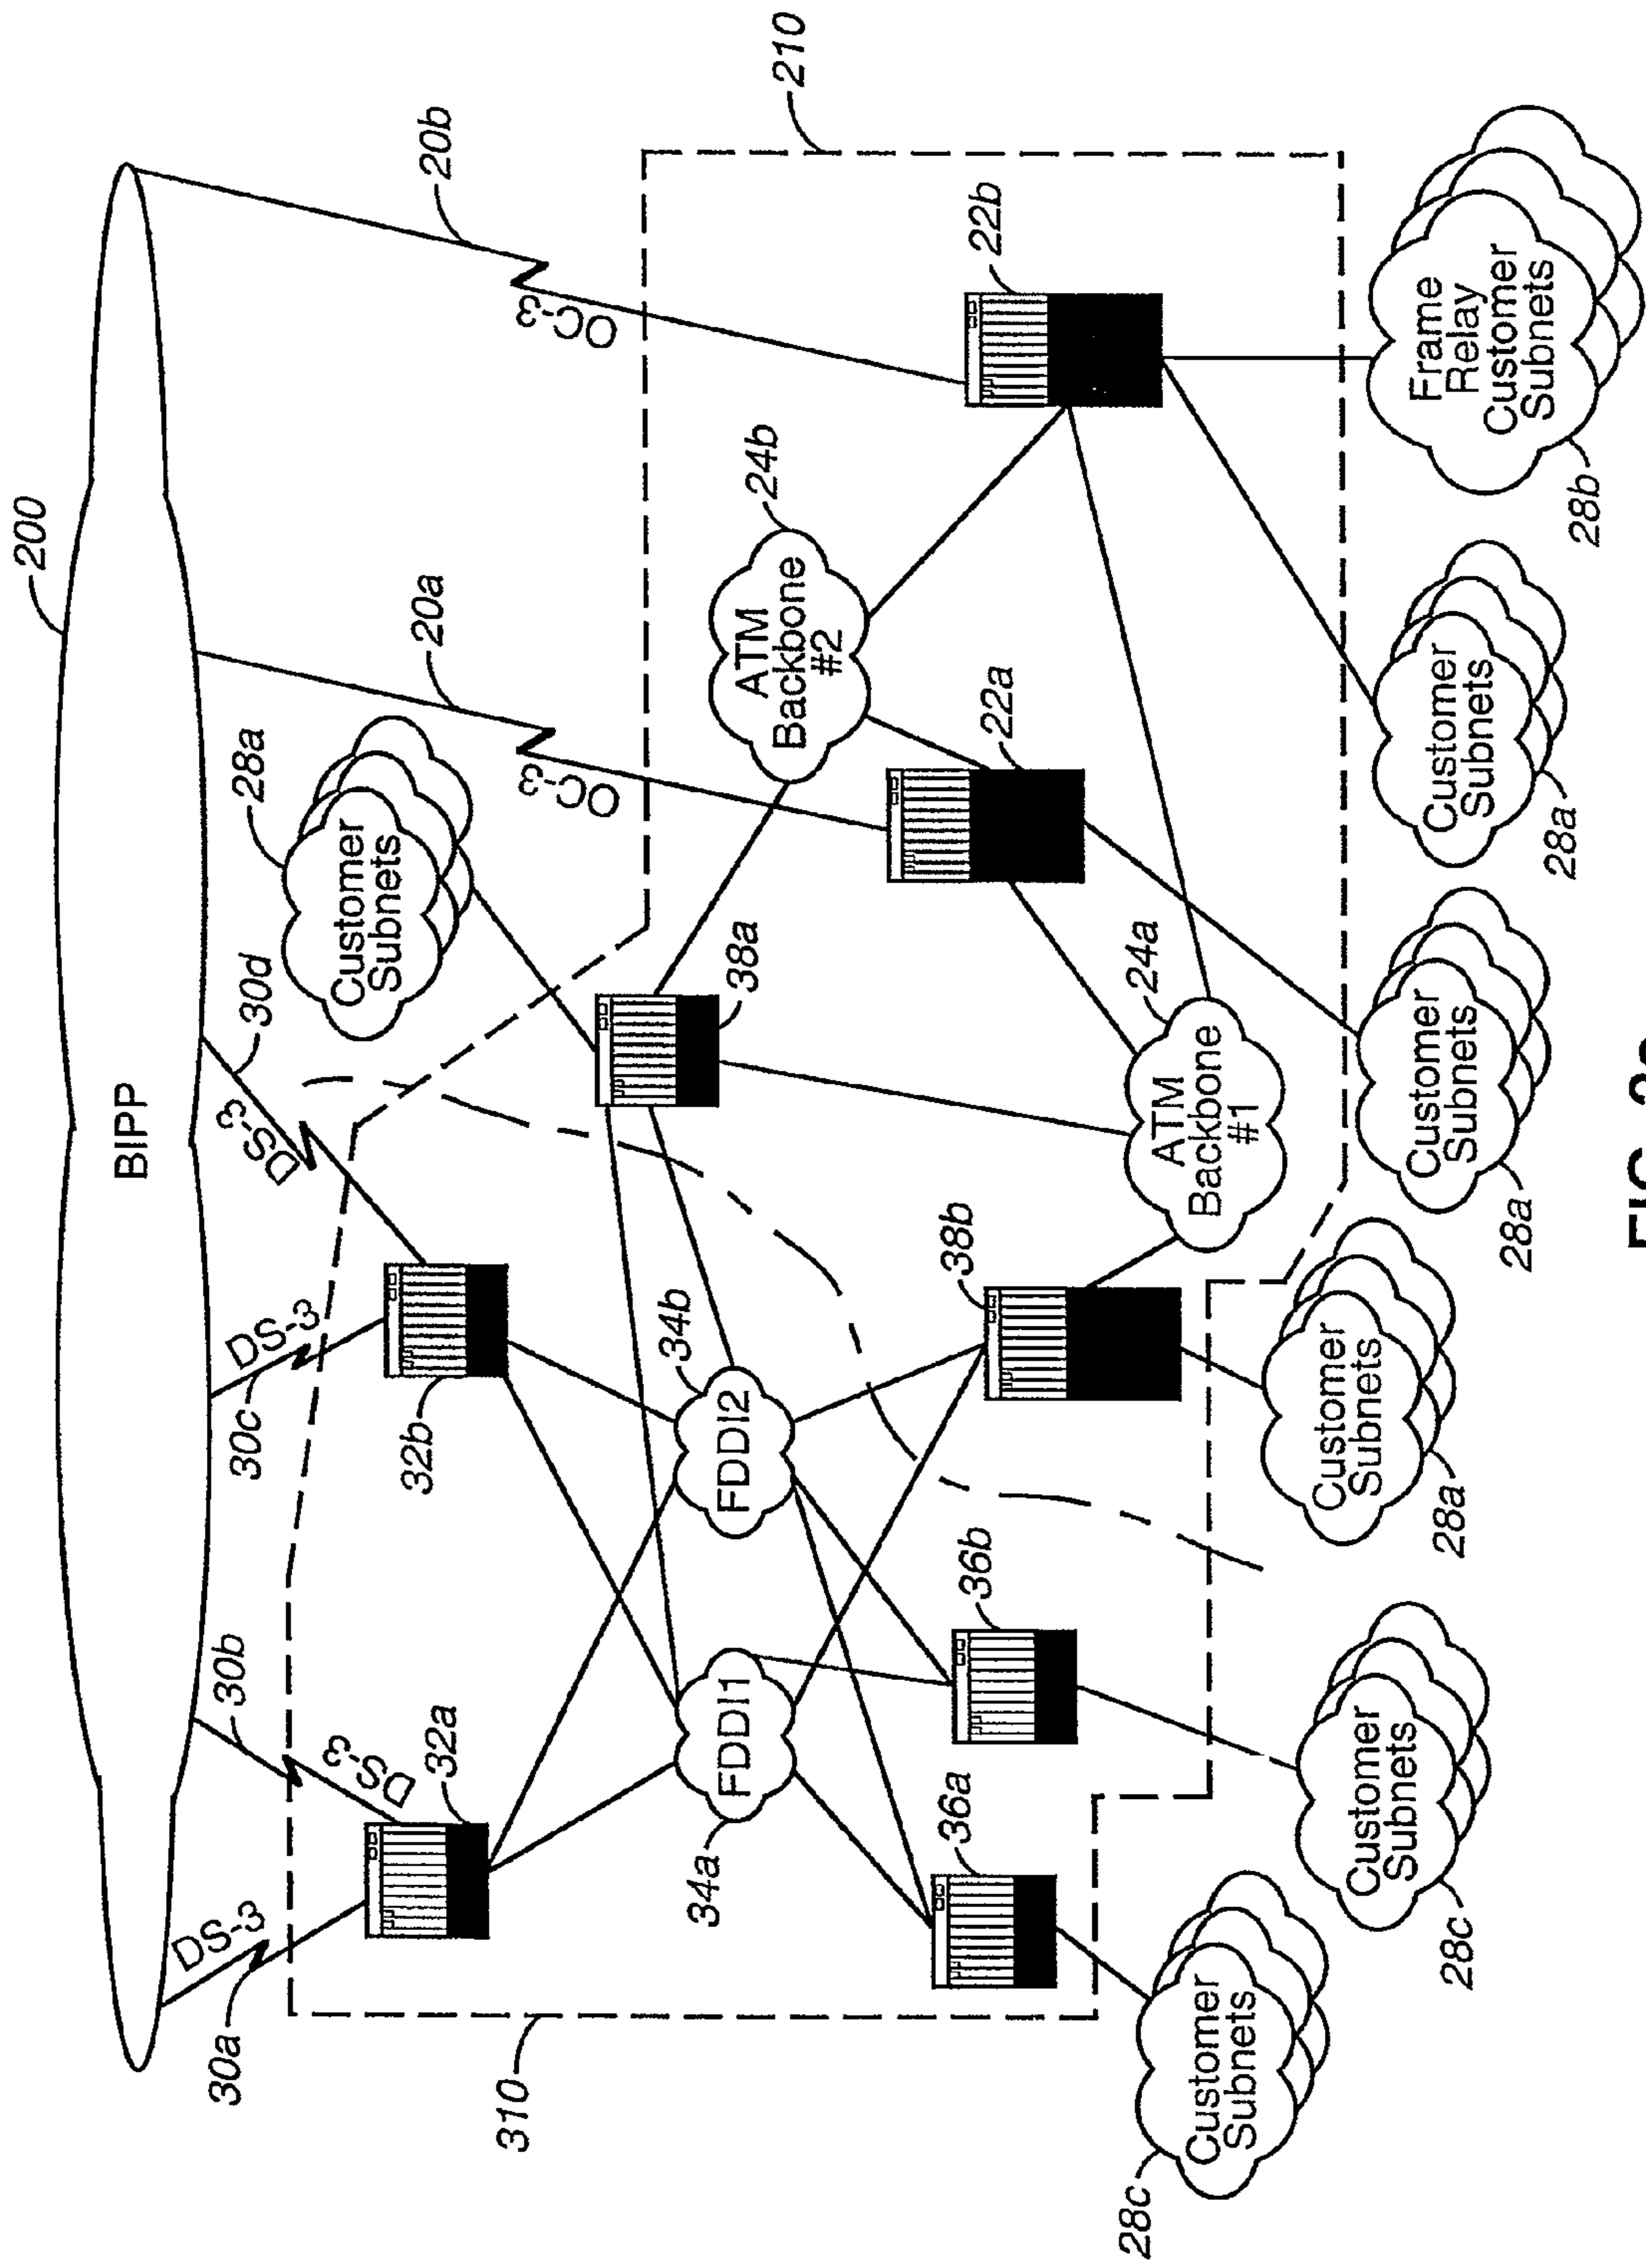 200
BIPP
30a
DS-3
30b
DS-3
30c
DS-3
30d
DS-3
28a
Customer
Subnets
20a
OC-3
20b
OC-3
210
310
32a
32b
38a
24b
ATM
Backbone
#2
22a
22b
34a
FDDI1
34b
FDDI2
36a
36b
38b
24a
ATM
Backbone
#1
28c
Customer
Subnets
28c
Customer
Subnets
28a
Customer
Subnets
28a
Customer
Subnets
28a
Customer
Subnets
28b
Frame
Relay
Customer
Subnets